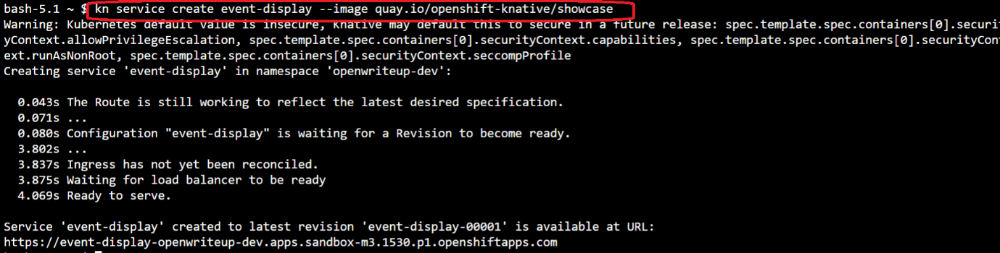 bash-5.1 ~ $ kn service create event-display --image quay.io/openshift-knative/showcase
Warning: Kubernetes default value is insecure, Knative may default this to secure in a future release: spec.template.spec.containers[0].securi
yContext.allowPrivilegeEscalation, spec.template.spec.containers[0].securityContext.capabilities, spec.template.spec.containers[0].securityCon
ext.runAsNonRoot, spec.template.spec.containers[0].securityContext.seccompProfile
Creating service 'event-display' in namespace 'openwriteup-dev':
0.043s The Route is still working to reflect the latest desired specification.
0.071s ...
0.080s Configuration "event-display" is waiting for a Revision to become ready.
3.802s ...
3.837s Ingress has not yet been reconciled.
3.875s Waiting for load balancer to be ready
4.069s Ready to serve.
Service 'event-display' created to latest revision 'event-display-00001' is available at URL:
https://event-display-openwriteup-dev.apps.sandbox-m3.1530.p1.openshiftapps.com